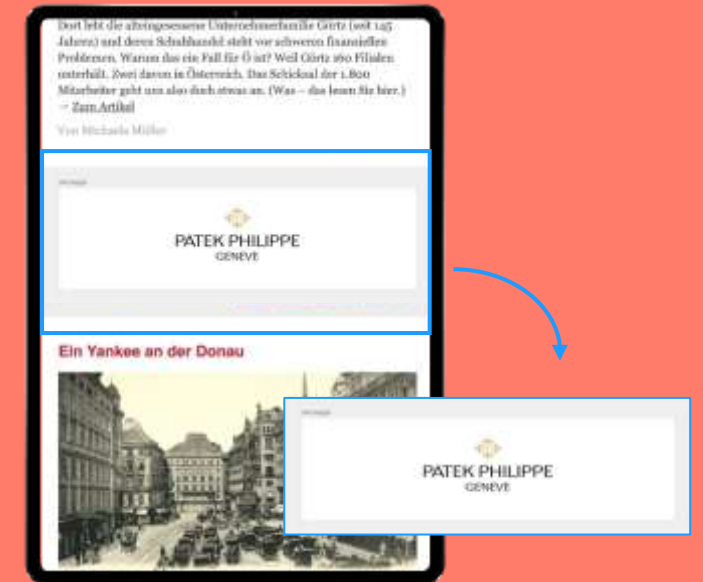 Dort lebt die alteingesessene Unternehmerfamilie Görtz (seit 145
Jahren) und deren Schuhhandel steht vor schweren finanziellen
Problemen. Warum das ein Fall für Ö ist? Weil Görtz 160 Filialen
unterhält. Zwei davon in Österreich. Das Schicksal der 1.800
Mitarbeiter geht uns also doch etwas an. (Was – das lesen Sie hier.)
→ Zum Artikel
Von Michaela Müller
Anzeige
PATEK PHILIPPE
GENEVE
Ein Yankee an der Donau
Anzeige
PATEK PHILIPPE
GENEVE